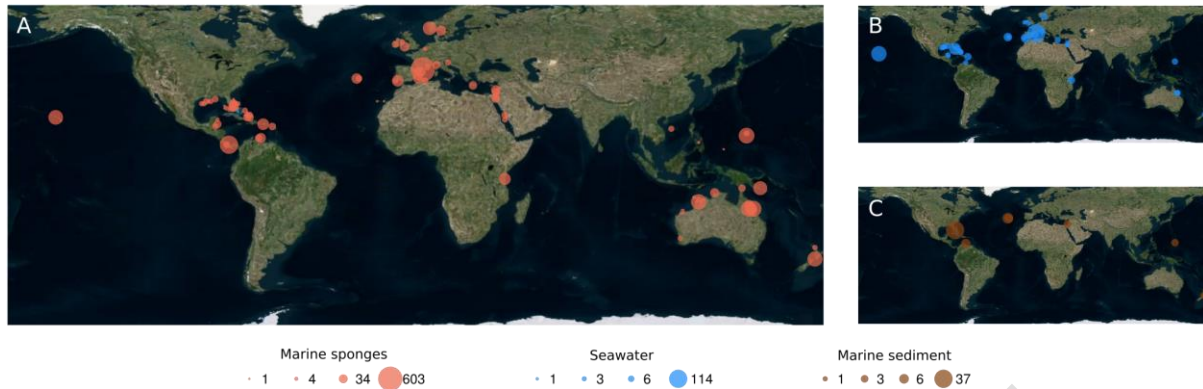 A
B
C
Marine sponges
1 4 34 603
Seawater
1 3 6 114
Marine sediment
1 3 6 37